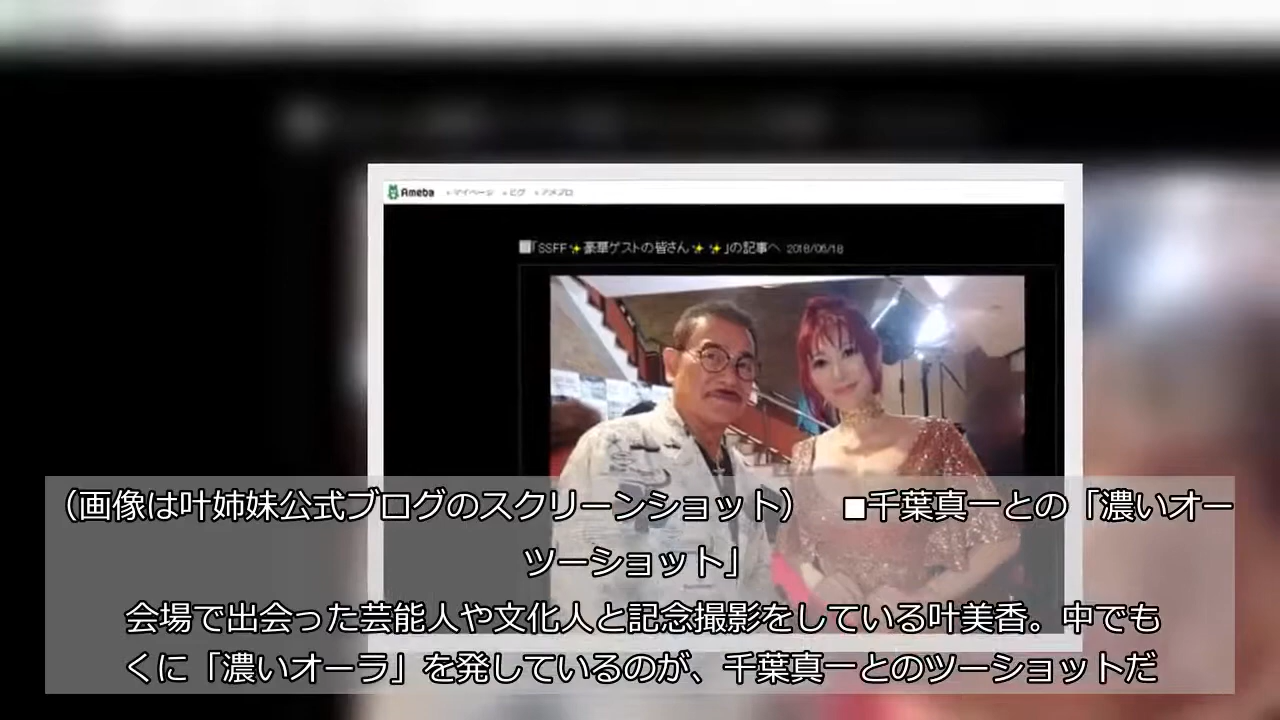 Ameba マイページ ピグ アメブロ
■「SSFF✨豪華ゲストの皆さん✨✨」の記事へ 2018/06/18
（画像は叶姉妹公式ブログのスクリーンショット）　■千葉真一との「濃いオー
ツーショット」
会場で出会った芸能人や文化人と記念撮影をしている叶美香。中でも
くに「濃いオーラ」を発しているのが、千葉真一とのツーショットだ